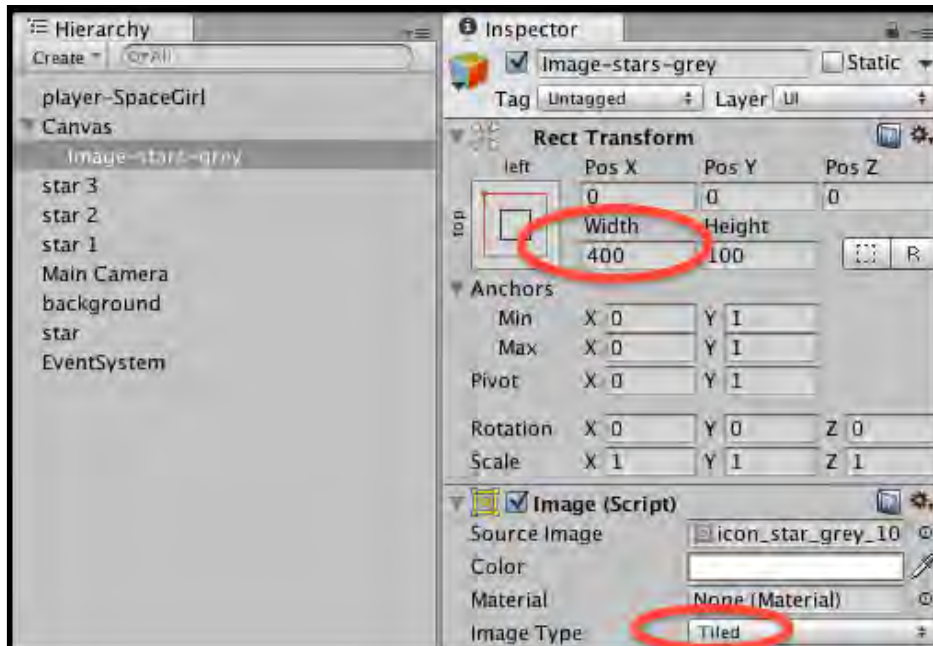 Hierarchy
Create All
player-SpaceGirl
Canvas
Image-stars-grey
star 3
star 2
star 1
Main Camera
background
star
EventSystem
Inspector
Image-stars-grey Static
Tag Untagged Layer UI
Rect Transform
left Pos X Pos Y Pos Z
top 0 0 0
Width Height
400 100 R
Anchors
Min X 0 Y 1
Max X 0 Y 1
Pivot X 0 Y 1
Rotation X 0 Y 0 Z 0
Scale X 1 Y 1 Z 1
Image (Script)
Source Image icon_star_grey_10
Color
Material None (Material)
Image Type Tiled